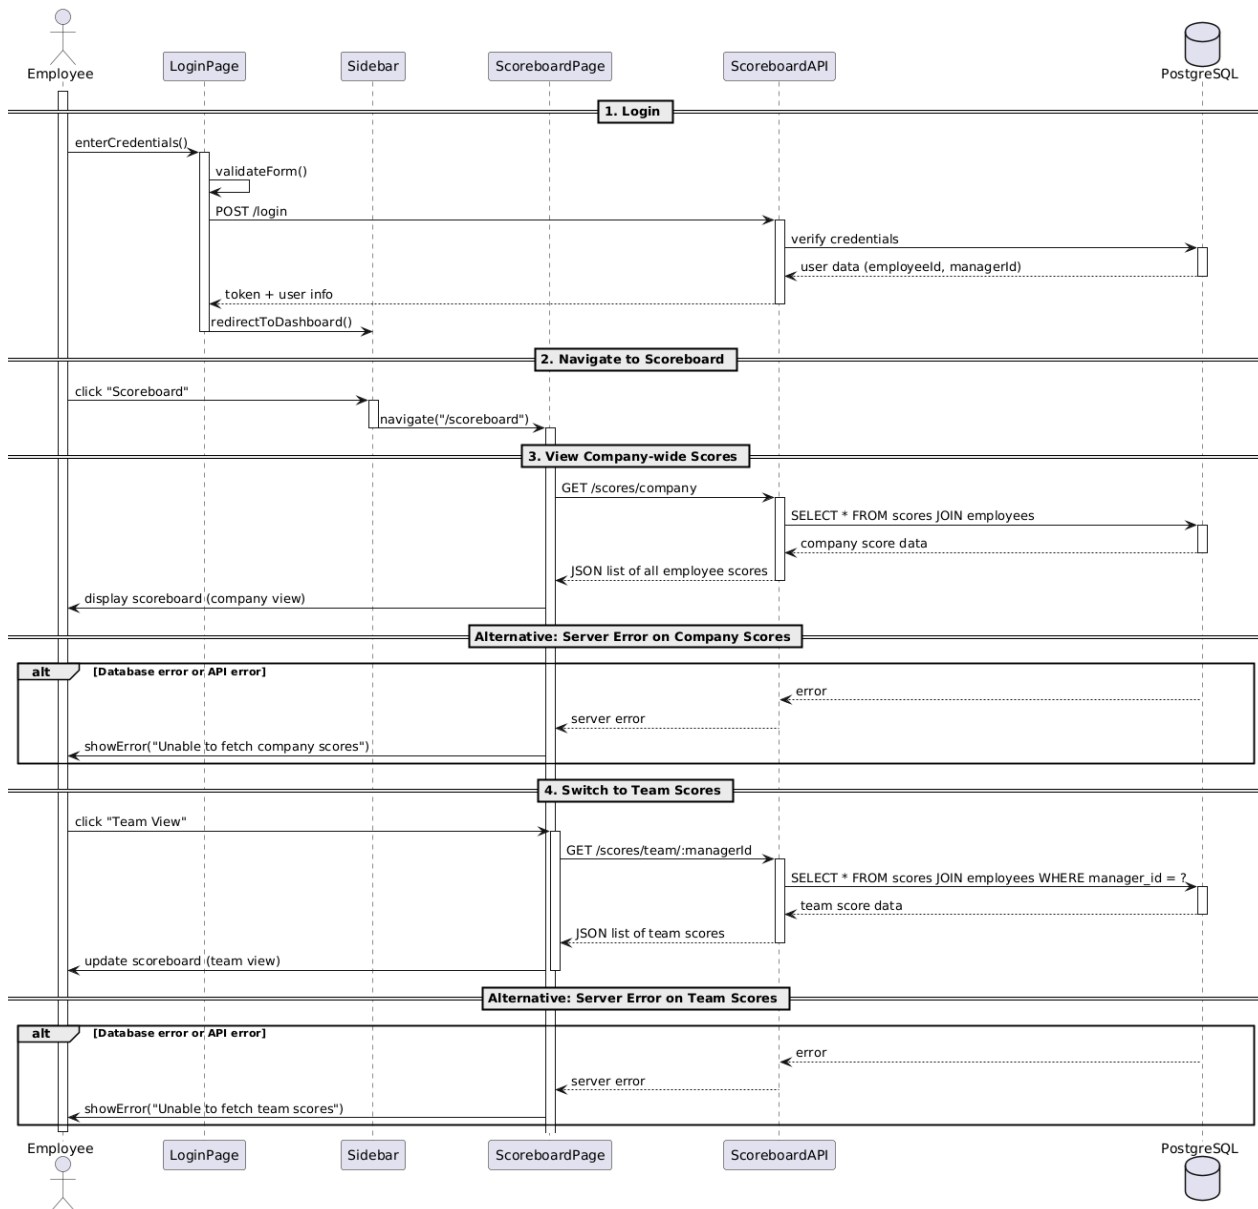 Employee
LoginPage
Sidebar
ScoreboardPage
ScoreboardAPI
PostgreSQL
1. Login
enterCredentials()
validateForm()
POST /login
verify credentials
user data (employeeId, managerId)
token + user info
redirectToDashboard()
2. Navigate to Scoreboard
click "Scoreboard"
navigate("/scoreboard")
3. View Company-wide Scores
GET /scores/company
SELECT * FROM scores JOIN employees
company score data
JSON list of all employee scores
display scoreboard (company view)
Alternative: Server Error on Company Scores
alt [Database error or API error]
error
server error
showError("Unable to fetch company scores")
4. Switch to Team Scores
click "Team View"
GET /scores/team/:managerId
SELECT * FROM scores JOIN employees WHERE manager_id = ?
team score data
JSON list of team scores
update scoreboard (team view)
Alternative: Server Error on Team Scores
alt [Database error or API error]
error
server error
showError("Unable to fetch team scores")
Employee
LoginPage
Sidebar
ScoreboardPage
ScoreboardAPI
PostgreSQL